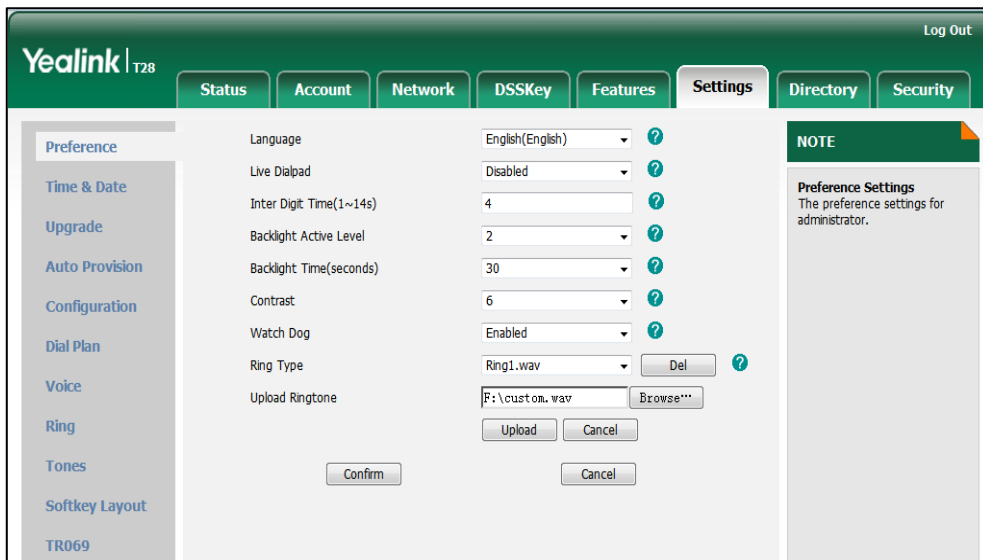 Log Out
Yealink T28
Status Account Network DSSKey Features Settings Directory Security
Preference
Time & Date
Upgrade
Auto Provision
Configuration
Dial Plan
Voice
Ring
Tones
Softkey Layout
TR069
Language English(English) ?
Live Dialpad Disabled ?
Inter Digit Time(1~14s) 4 ?
Backlight Active Level 2 ?
Backlight Time(seconds) 30 ?
Contrast 6 ?
Watch Dog Enabled ?
Ring Type Ring1.wav Del ?
Upload Ringtone F:\custom.wav Browse…
Upload Cancel
Confirm Cancel
NOTE
Preference Settings
The preference settings for
administrator.